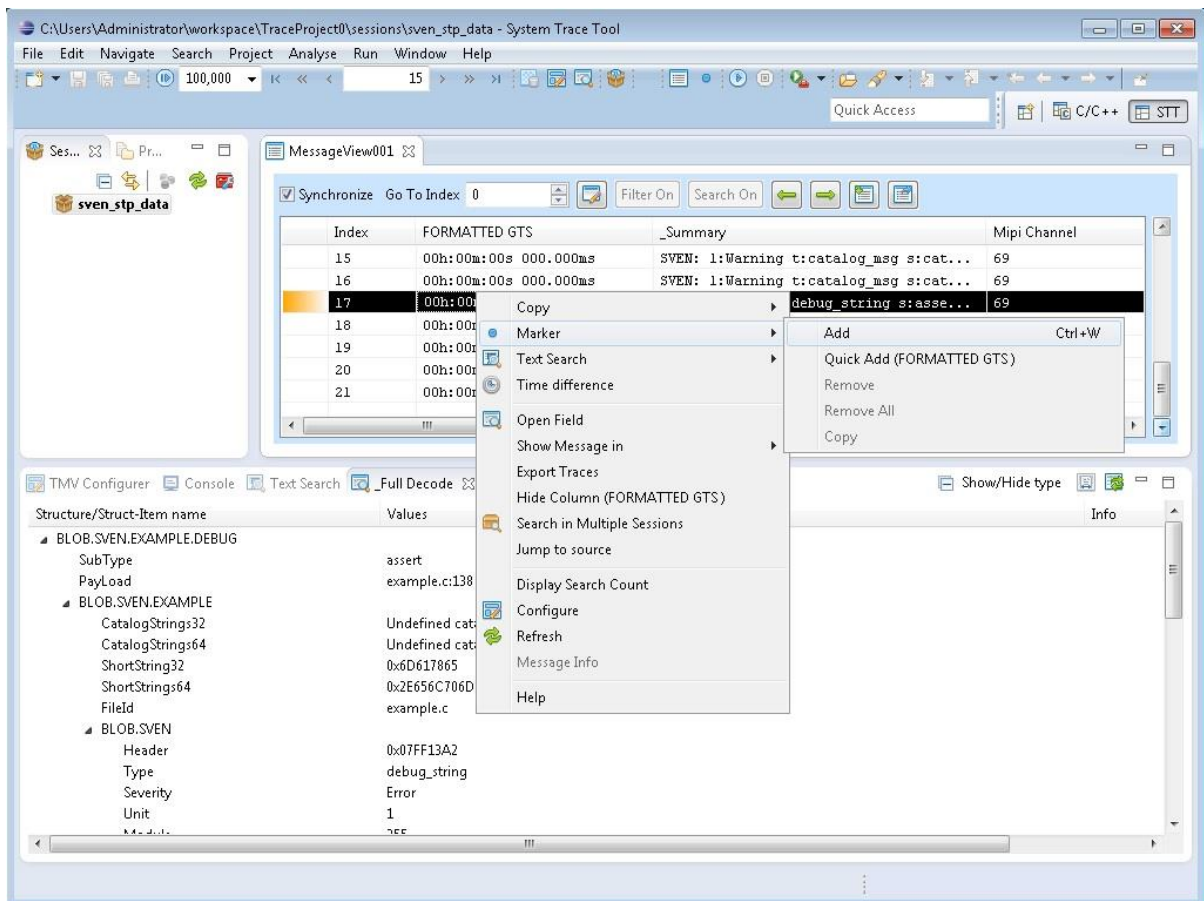 C:\Users\Administrator\workspace\TraceProject0\sessions\sven_stp_data - System Trace Tool
File Edit Navigate Search Project Analyse Run Window Help
100,000 15
Quick Access C/C++ STT
Ses... Pr...
sven_stp_data
MessageView001
Synchronize Go To Index 0 Filter On Search On
Index FORMATTED GTS _Summary Mipi Channel
15 00h:00m:00s 000.000ms SVEN: l:Warning t:catalog_msg s:cat... 69
16 00h:00m:00s 000.000ms SVEN: l:Warning t:catalog_msg s:cat... 69
17 debug_string s:asse... 69
18
19
20
21
Copy
Marker
Text Search
Time difference
Open Field
Show Message in
Export Traces
Hide Column (FORMATTED GTS)
Search in Multiple Sessions
Jump to source
Display Search Count
Configure
Refresh
Message Info
Help
Add Ctrl+W
Quick Add (FORMATTED GTS)
Remove
Remove All
Copy
TMV Configurer Console Text Search _Full Decode Show/Hide type
Structure/Struct-Item name Values Info
BLOB.SVEN.EXAMPLE.DEBUG
SubType assert
PayLoad example.c:138
BLOB.SVEN.EXAMPLE
CatalogStrings32 Undefined
CatalogStrings64 Undefined
ShortString32 0x6D617865
ShortStrings64 0x2E656C706D
FileId example.c
BLOB.SVEN
Header 0x07FF13A2
Type debug_string
Severity Error
Unit 1